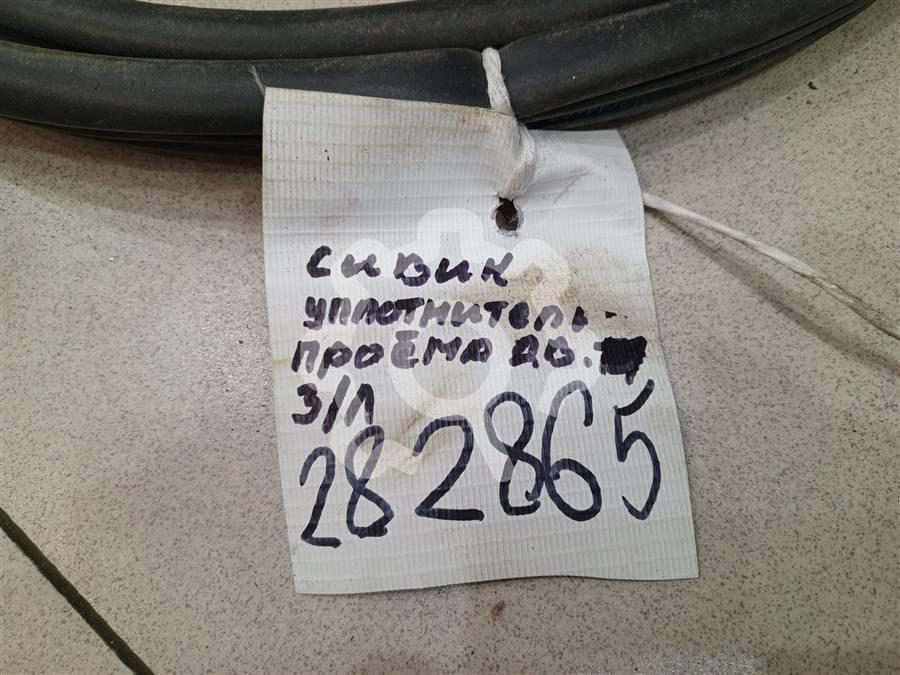 сивик
уплотнитель
проёма дв.
З/Л
282865